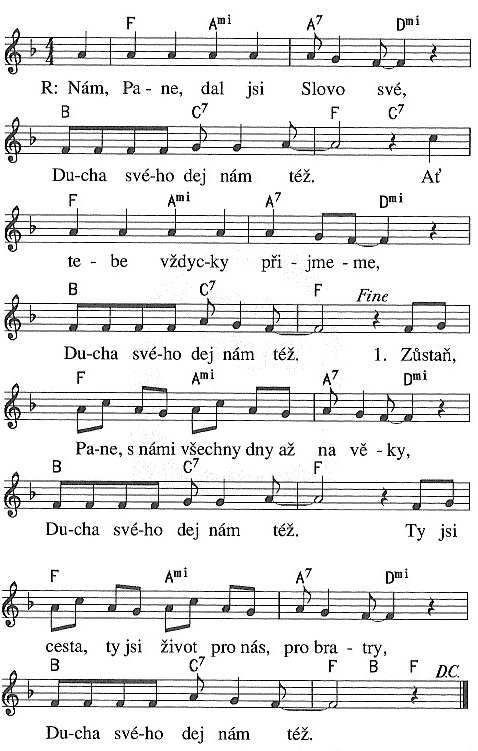 F Ami A7 Dmi
R: Nám, Pa - ne, dal jsi Slovo své,
B C7 F C7
Du-cha své-ho dej nám též. Ať
F Ami A7 Dmi
te - be vždyc-ky při - jme - me,
B C7 F Fine
Du-cha své-ho dej nám též. 1. Zůstaň,
F Ami A7 Dmi
Pa-ne, s námi všechny dny až na vě - ky,
B C7 F
Du-cha své-ho dej nám též. Ty jsi
F Ami A7 Dmi
cesta, ty jsi život pro nás, pro bra - try,
B C7 F B F D.C.
Du-cha své-ho dej nám též.